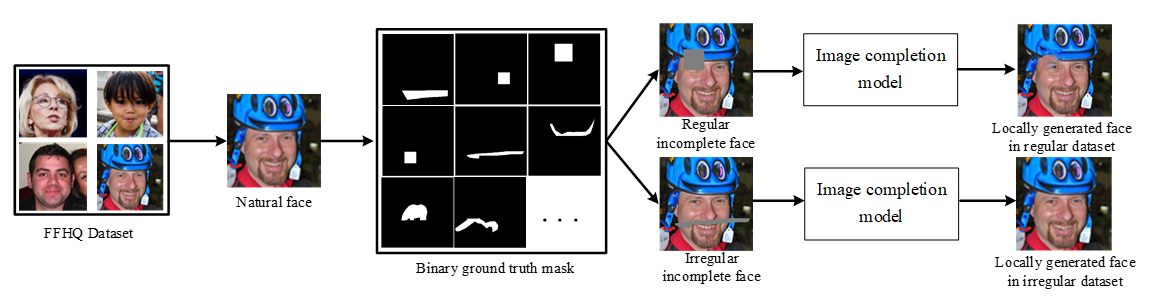 FFHQ Dataset
Natural face
. . .
Binary ground truth mask
Regular
incomplete face
Irregular
incomplete face
Image completion
model
Image completion
model
Locally generated face
in regular dataset
Locally generated face
in irregular dataset